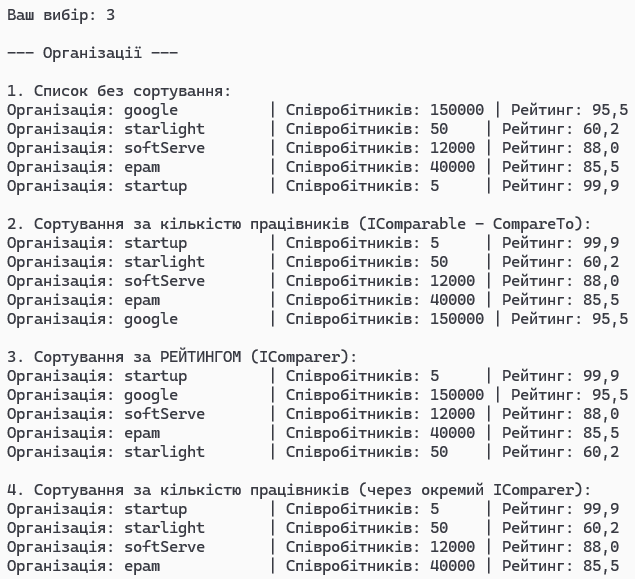 Ваш вибір: 3
--- Організації ---
1. Список без сортування:
Організація: google          | Співробітників: 150000 | Рейтинг: 95,5
Організація: starlight       | Співробітників: 50    | Рейтинг: 60,2
Організація: softServe       | Співробітників: 12000 | Рейтинг: 88,0
Організація: epam            | Співробітників: 40000 | Рейтинг: 85,5
Організація: startup         | Співробітників: 5     | Рейтинг: 99,9
2. Сортування за кількістю працівників (IComparable - CompareTo):
Організація: startup         | Співробітників: 5     | Рейтинг: 99,9
Організація: starlight       | Співробітників: 50    | Рейтинг: 60,2
Організація: softServe       | Співробітників: 12000 | Рейтинг: 88,0
Організація: epam            | Співробітників: 40000 | Рейтинг: 85,5
Організація: google          | Співробітників: 150000 | Рейтинг: 95,5
3. Сортування за РЕЙТИНГОМ (IComparer):
Організація: startup         | Співробітників: 5     | Рейтинг: 99,9
Організація: google          | Співробітників: 150000 | Рейтинг: 95,5
Організація: softServe       | Співробітників: 12000 | Рейтинг: 88,0
Організація: epam            | Співробітників: 40000 | Рейтинг: 85,5
Організація: starlight       | Співробітників: 50    | Рейтинг: 60,2
4. Сортування за кількістю працівників (через окремий IComparer):
Організація: startup         | Співробітників: 5     | Рейтинг: 99,9
Організація: starlight       | Співробітників: 50    | Рейтинг: 60,2
Організація: softServe       | Співробітників: 12000 | Рейтинг: 88,0
Організація: epam            | Співробітників: 40000 | Рейтинг: 85,5